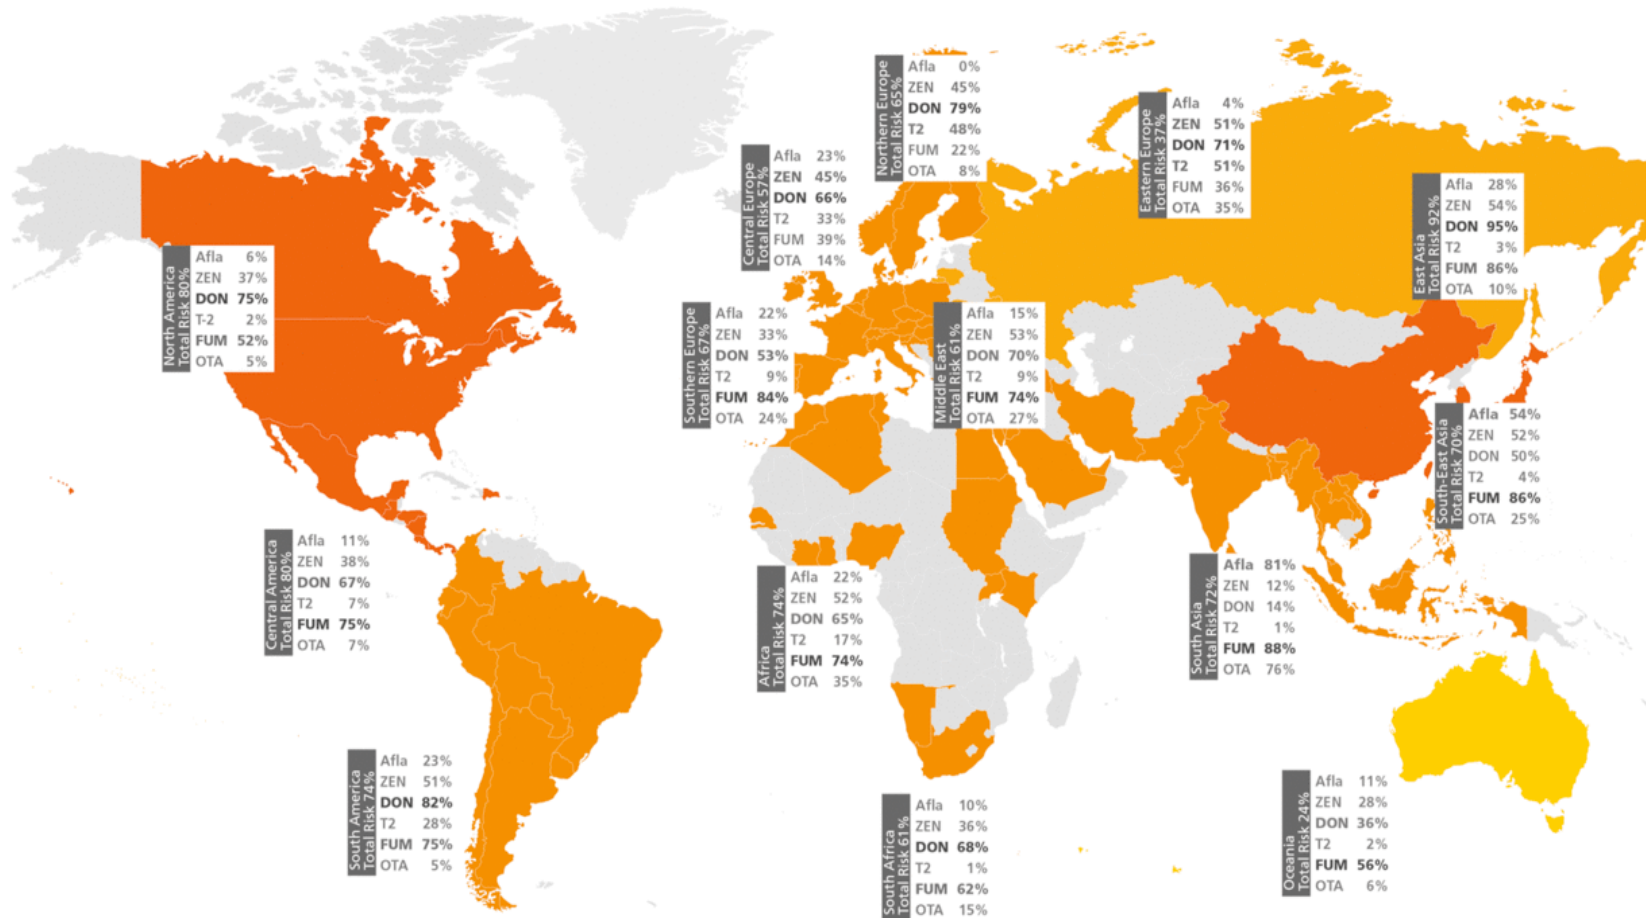 North America
Total Risk 80%
Afla 6%
ZEN 37%
DON 75%
T-2 2%
FUM 52%
OTA 5%
Central America
Total Risk 80%
Afla 11%
ZEN 38%
DON 67%
T2 7%
FUM 75%
OTA 7%
South America
Total Risk 74%
Afla 23%
ZEN 51%
DON 82%
T2 28%
FUM 75%
OTA 5%
Northern Europe
Total Risk 65%
Afla 0%
ZEN 45%
DON 79%
T2 48%
FUM 22%
OTA 8%
Central Europe
Total Risk 57%
Afla 23%
ZEN 45%
DON 66%
T2 33%
FUM 39%
OTA 14%
Southern Europe
Total Risk 67%
Afla 22%
ZEN 33%
DON 53%
T2 9%
FUM 84%
OTA 24%
Eastern Europe
Total Risk 37%
Afla 4%
ZEN 51%
DON 71%
T2 51%
FUM 36%
OTA 35%
Middle East
Total Risk 61%
Afla 15%
ZEN 53%
DON 70%
T2 9%
FUM 74%
OTA 27%
Africa
Total Risk 74%
Afla 22%
ZEN 52%
DON 65%
T2 17%
FUM 74%
OTA 35%
South Africa
Total Risk 61%
Afla 10%
ZEN 36%
DON 68%
T2 1%
FUM 62%
OTA 15%
East Asia
Total Risk 92%
Afla 28%
ZEN 54%
DON 95%
T2 3%
FUM 86%
OTA 10%
South-East Asia
Total Risk 70%
Afla 54%
ZEN 52%
DON 50%
T2 4%
FUM 86%
OTA 25%
South Asia
Total Risk 72%
Afla 81%
ZEN 12%
DON 14%
T2 1%
FUM 88%
OTA 76%
Oceania
Total Risk 24%
Afla 11%
ZEN 28%
DON 36%
T2 2%
FUM 56%
OTA 6%